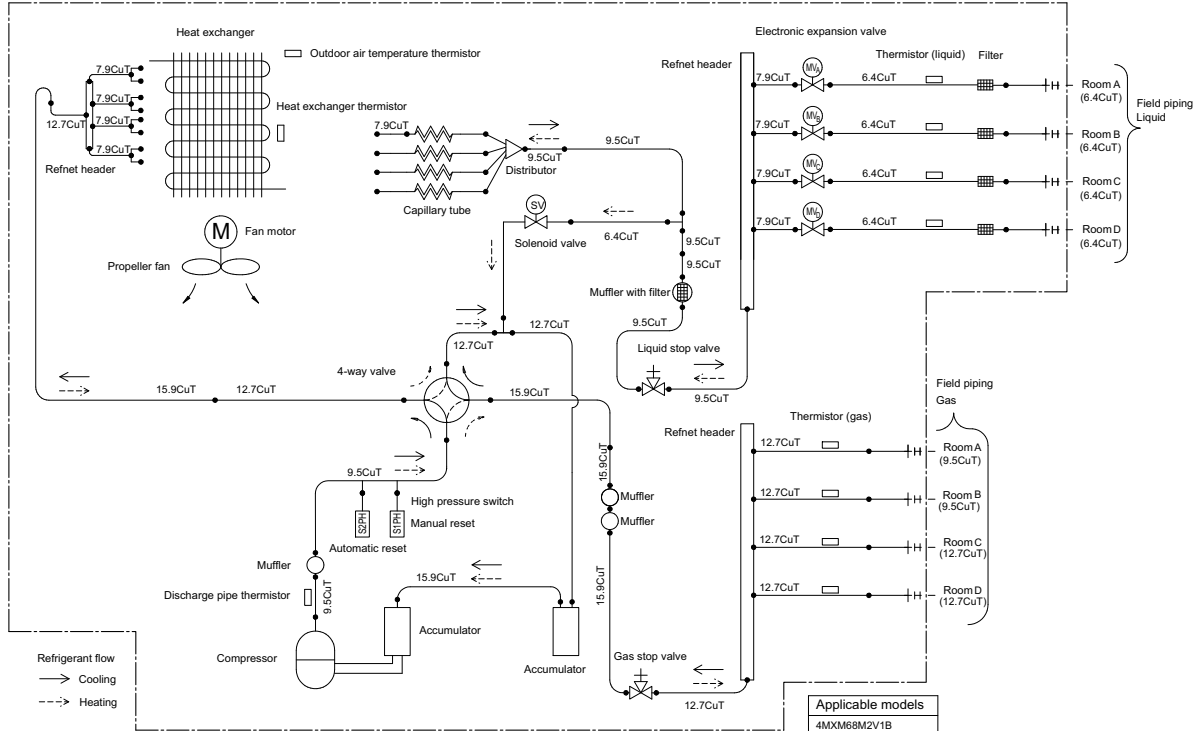 Heat exchanger
Outdoor air temperature thermistor
7.9CuT
7.9CuT
7.9CuT
7.9CuT
12.7CuT
Refnet header
Heat exchanger thermistor
M
Fan motor
Propeller fan
7.9CuT
Capillary tube
Distributor
9.5CuT
9.5CuT
SV
Solenoid valve
6.4CuT
9.5CuT
9.5CuT
Muffler with filter
9.5CuT
Liquid stop valve
9.5CuT
Electronic expansion valve
Refnet header
Thermistor (liquid)
Filter
7.9CuT
MVA
6.4CuT
Room A
(6.4CuT)
7.9CuT
MVB
6.4CuT
Room B
(6.4CuT)
7.9CuT
MVC
6.4CuT
Room C
(6.4CuT)
7.9CuT
MVD
6.4CuT
Room D
(6.4CuT)
Field piping
Liquid
12.7CuT
12.7CuT
4-way valve
15.9CuT
12.7CuT
15.9CuT
9.5CuT
High pressure switch
S2PH
S1PH
Manual reset
Automatic reset
Muffler
Discharge pipe thermistor
9.5CuT
Compressor
15.9CuT
Accumulator
Accumulator
15.9CuT
Muffler
Muffler
15.9CuT
Gas stop valve
12.7CuT
Refnet header
Thermistor (gas)
Field piping
Gas
12.7CuT
Room A
(9.5CuT)
12.7CuT
Room B
(9.5CuT)
12.7CuT
Room C
(12.7CuT)
12.7CuT
Room D
(12.7CuT)
Refrigerant flow
Cooling
Heating
Applicable models
4MXM68M2V1B